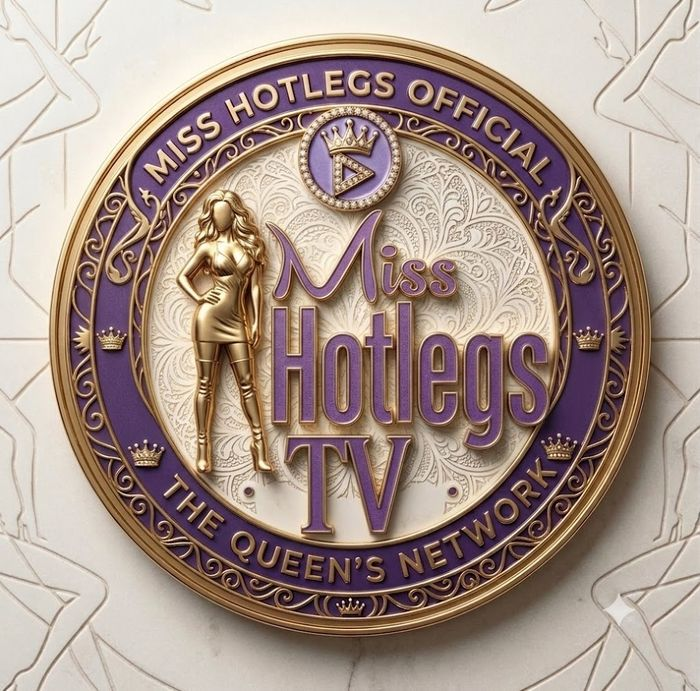 MISS HOTLEGS OFFICIAL
Miss
Hotlegs
TV
THE QUEEN'S NETWORK